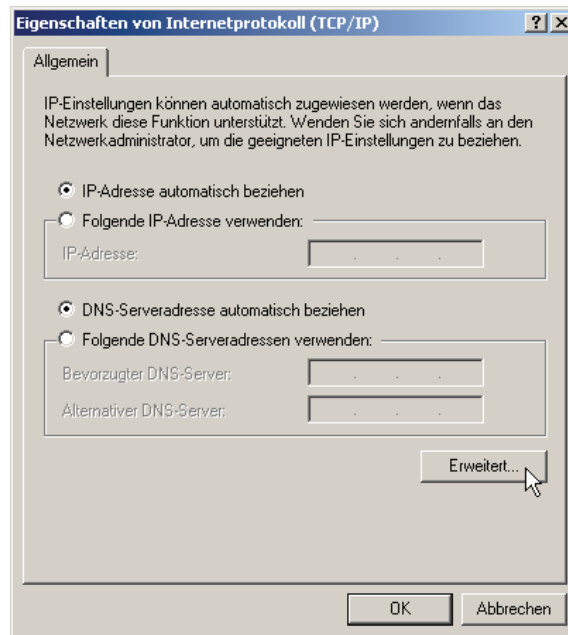 Eigenschaften von Internetprotokoll (TCP/IP)
Allgemein
IP-Einstellungen können automatisch zugewiesen werden, wenn das
Netzwerk diese Funktion unterstützt. Wenden Sie sich andernfalls an den
Netzwerkadministrator, um die geeigneten IP-Einstellungen zu beziehen.
IP-Adresse automatisch beziehen
Folgende IP-Adresse verwenden:
IP-Adresse:
DNS-Serveradresse automatisch beziehen
Folgende DNS-Serveradressen verwenden:
Bevorzugter DNS-Server:
Alternativer DNS-Server:
Erweitert...
OK Abbrechen